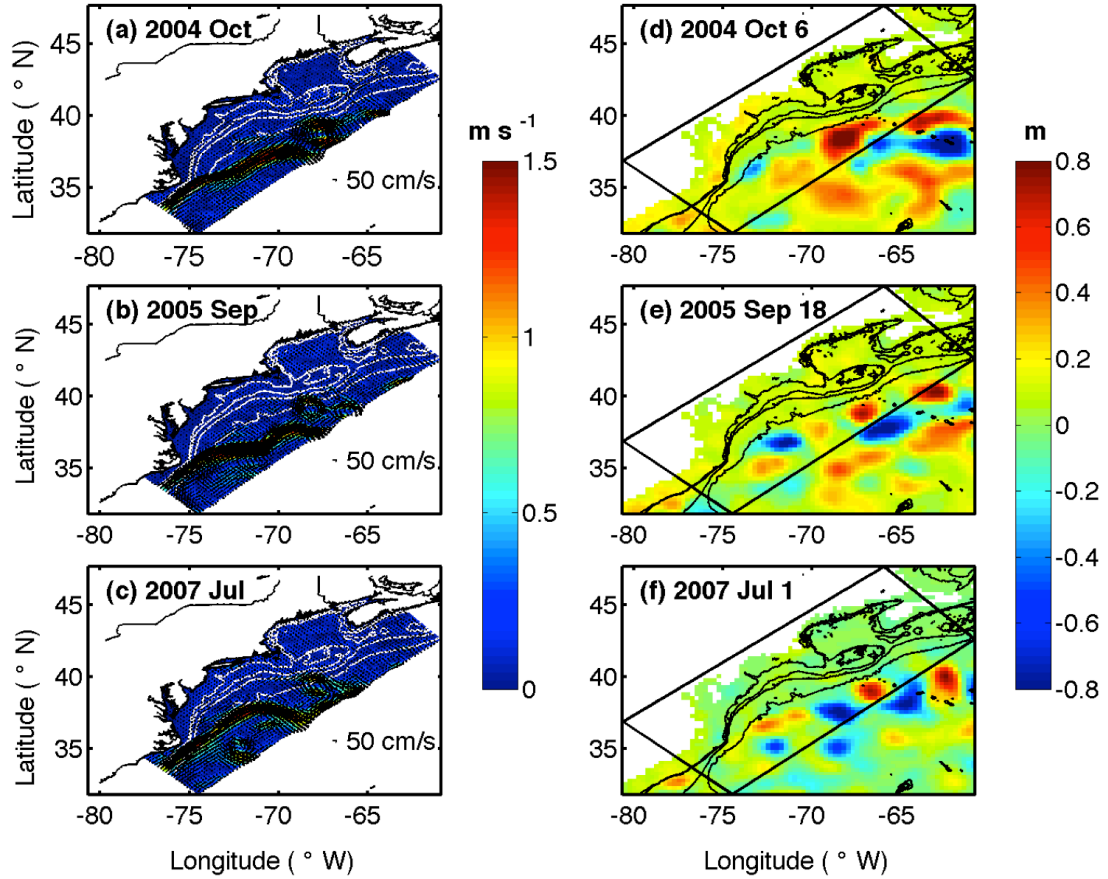 (a) 2004 Oct
45
40
35
-80 -75 -70 -65
Latitude ( ° N)
50 cm/s.
(b) 2005 Sep
45
40
35
-80 -75 -70 -65
Latitude ( ° N)
50 cm/s.
(c) 2007 Jul
45
40
35
-80 -75 -70 -65
Latitude ( ° N)
50 cm/s.
Longitude ( ° W)
m s-1
1.5
1
0.5
0
(d) 2004 Oct 6
45
40
35
-80 -75 -70 -65
(e) 2005 Sep 18
45
40
35
-80 -75 -70 -65
(f) 2007 Jul 1
45
40
35
-80 -75 -70 -65
Longitude ( ° W)
m
0.8
0.6
0.4
0.2
0
-0.2
-0.4
-0.6
-0.8